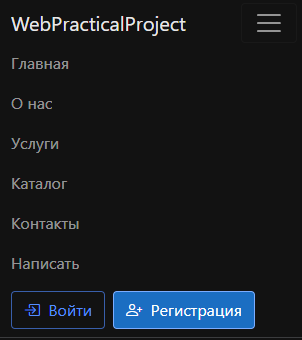 WebPracticalProject
Главная
О нас
Услуги
Каталог
Контакты
Написать
Войти Регистрация